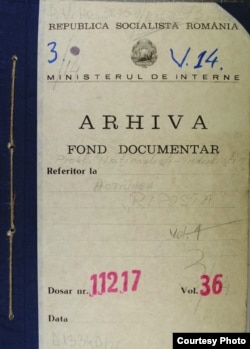 REPUBLICA SOCIALISTĂ ROMÂNIA
3/ V. 14.
MINISTERUL DE INTERNE
ARHIVA
FOND DOCUMENTAR
Referitor la
vol. 4
Dosar nr. 11217 Vol. 36
Data
Courtesy Photo